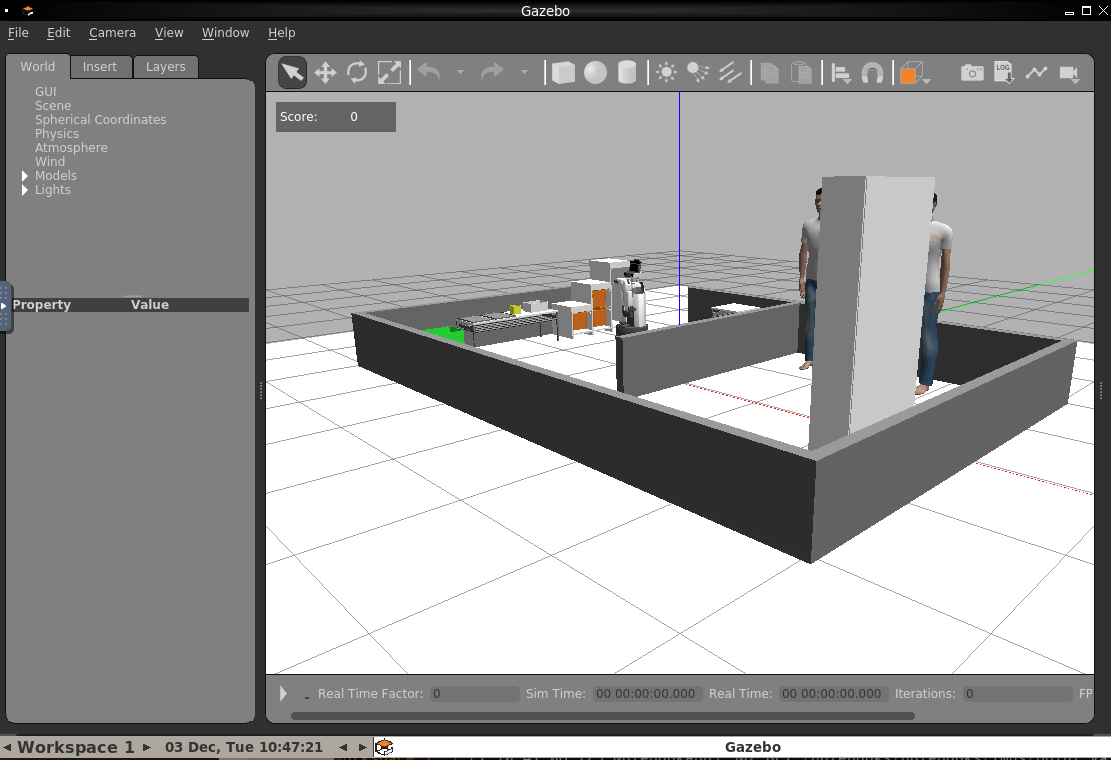 Gazebo
File Edit Camera View Window Help
World Insert Layers
GUI
Scene
Spherical Coordinates
Physics
Atmosphere
Wind
Models
Lights
Property Value
LOG
Score: 0
Real Time Factor: 0 Sim Time: 00 00:00:00.000 Real Time: 00 00:00:00.000 Iterations: 0 FP
Workspace 1 03 Dec, Tue 10:47:21 Gazebo